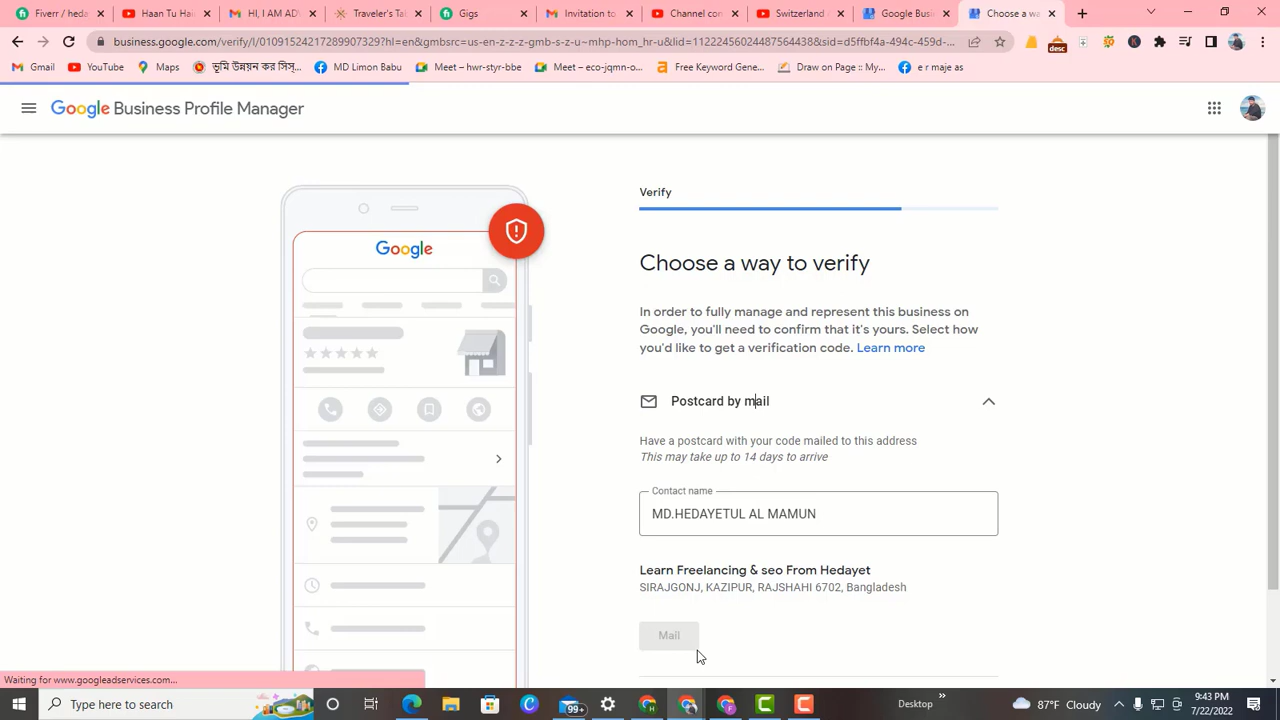 Fiverr / heda
Haan Tu Ha
HI, I AM ADV
Traveler's Ta
Gigs
Invitation to
Channel con
Switzerland
Google Busin
Choose a wa
business.google.com/verify/l/01091524217289907329?hl=en&gmbsrc=us-en-z-z-z-gmb-s-z-u~mhp-hom_hr-u&lid=11222456024487564438&sid=d5ffbf4a-494c-459d-...
desc
Gmail
YouTube
Maps
ভূমি উন্নয়ন কর সিস্...
MD Liton Babu
Meet – hwr-styr-bbe
Meet – eco-jqmn-o...
Free Keyword Gene...
Draw on Page :: My...
e r maje as
Google Business Profile Manager
Verify
Google
Choose a way to verify
In order to fully manage and represent this business on
Google, you'll need to confirm that it's yours. Select how
you'd like to get a verification code. Learn more
Postcard by mail
Have a postcard with your code mailed to this address
This may take up to 14 days to arrive
Contact name
MD.HEDAYETUL AL MAMUN
Learn Freelancing & seo From Hedayet
SIRAJGONJ, KAZIPUR, RAJSHAHI 6702, Bangladesh
Mail
Waiting for www.googleadservices.com...
Type here to search
99+
Desktop
87°F Cloudy
9:43 PM
7/22/2022